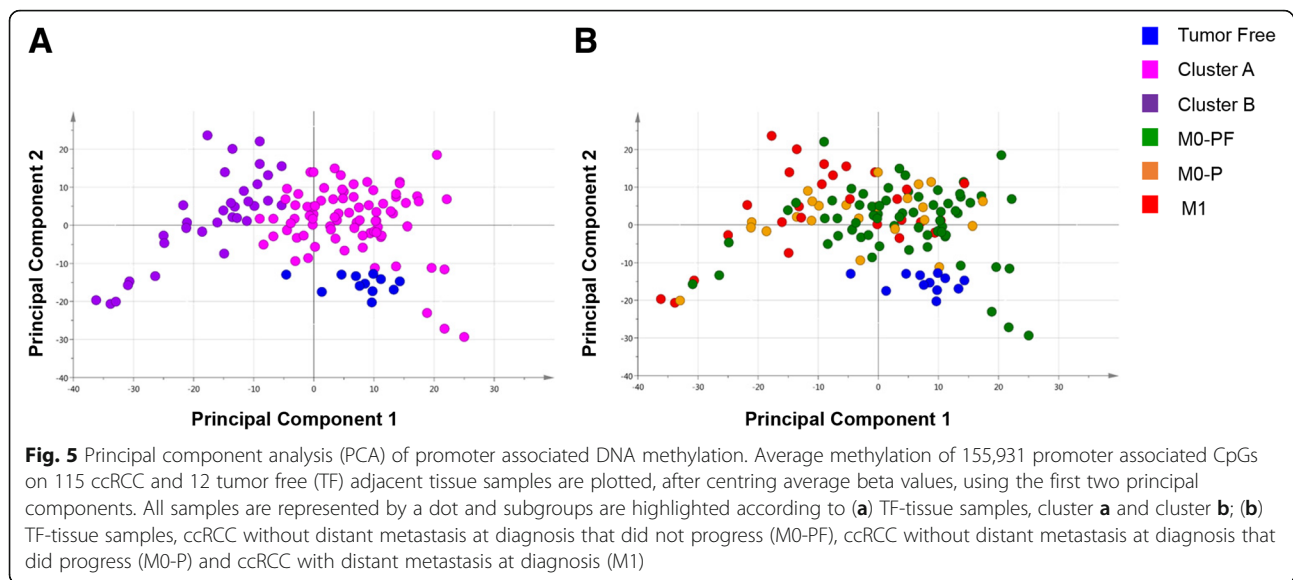 A
B
Tumor Free
Cluster A
Cluster B
M0-PF
M0-P
M1
Principal Component 2
20
10
0
-10
-20
-30
-40
-40 -30 -20 -10 0 10 20 30
Principal Component 1
Principal Component 2
20
10
0
-10
-20
-30
-40
-40 -30 -20 -10 0 10 20 30
Principal Component 1
Fig. 5 Principal component analysis (PCA) of promoter associated DNA methylation. Average methylation of 155,931 promoter associated CpGs
on 115 ccRCC and 12 tumor free (TF) adjacent tissue samples are plotted, after centring average beta values, using the first two principal
components. All samples are represented by a dot and subgroups are highlighted according to (a) TF-tissue samples, cluster a and cluster b; (b)
TF-tissue samples, ccRCC without distant metastasis at diagnosis that did not progress (M0-PF), ccRCC without distant metastasis at diagnosis that
did progress (M0-P) and ccRCC with distant metastasis at diagnosis (M1)